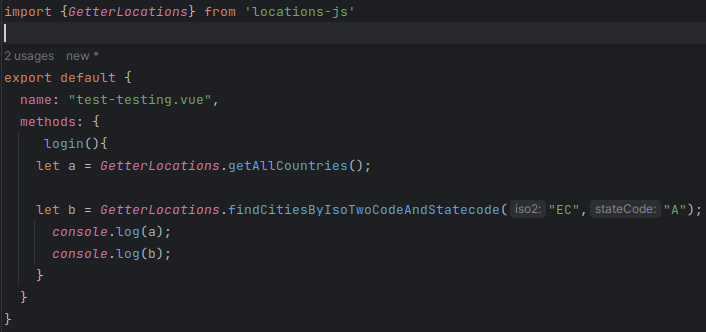 import {GetterLocations} from 'locations-js'
2 usages new *
export default {
name: "test-testing.vue",
methods: {
login(){
let a = GetterLocations.getAllCountries();
let b = GetterLocations.findCitiesByIsoTwoCodeAndStatecode( iso2: "EC", stateCode: "A");
console.log(a);
console.log(b);
}
}
}